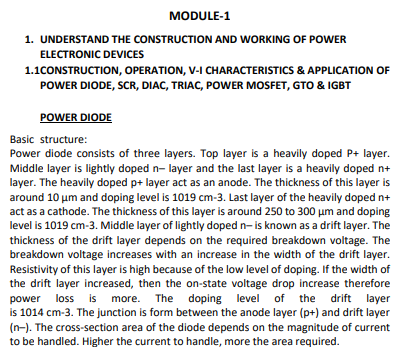 MODULE-1
1. UNDERSTAND THE CONSTRUCTION AND WORKING OF POWER
ELECTRONIC DEVICES
1.1CONSTRUCTION, OPERATION, V-I CHARACTERISTICS & APPLICATION OF
POWER DIODE, SCR, DIAC, TRIAC, POWER MOSFET, GTO & IGBT
POWER DIODE
Basic structure:
Power diode consists of three layers. Top layer is a heavily doped P+ layer.
Middle layer is lightly doped n– layer and the last layer is a heavily doped n+
layer. The heavily doped p+ layer act as an anode. The thickness of this layer is
around 10 μm and doping level is 1019 cm-3. Last layer of the heavily doped n+
act as a cathode. The thickness of this layer is around 250 to 300 μm and doping
level is 1019 cm-3. Middle layer of lightly doped n– is known as a drift layer. The
thickness of the drift layer depends on the required breakdown voltage. The
breakdown voltage increases with an increase in the width of the drift layer.
Resistivity of this layer is high because of the low level of doping. If the width of
the drift layer increased, then the on-state voltage drop increase therefore
power loss is more. The doping level of the drift layer
is 1014 cm-3. The junction is form between the anode layer (p+) and drift layer
(n–). The cross-section area of the diode depends on the magnitude of current
to be handled. Higher the current to handle, more the area required.